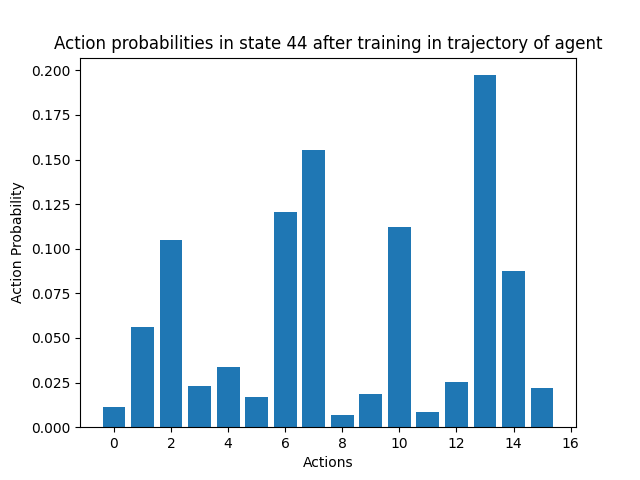 Action probabilities in state 44 after training in trajectory of agent
0.200
0.175
0.150
0.125
0.100
0.075
0.050
0.025
0.000
Action Probability
0 2 4 6 8 10 12 14 16
Actions